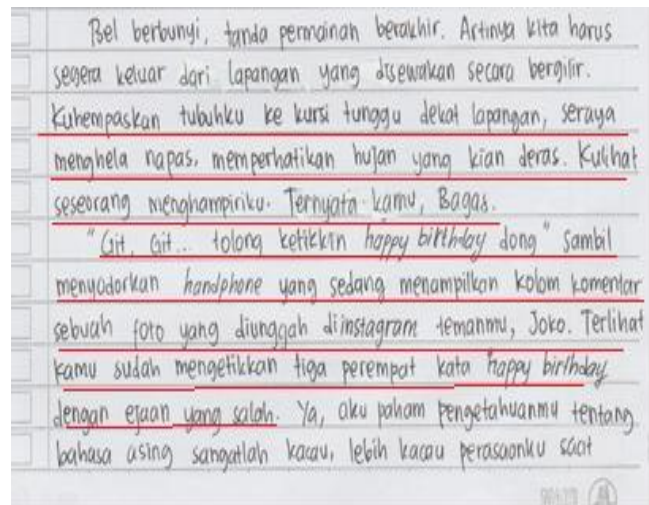 Bel berbunyi, tanda permainan berakhir. Artinya kita harus
segera keluar dari lapangan yang disewakan secara bergilir.
Kuhempaskan tubuhku ke kursi tunggu dekat lapangan, seraya
menghela napas, memperhatikan hujan yang kian deras. Kulihat
seseorang menghampiriku. Ternyata kamu, Bagas.
"Git, Git... tolong ketikkin happy birthday dong" sambil
menyodorkan handphone yang sedang menampilkan kolom komentar
sebuah foto yang diunggah diinstagram temanmu, Joko. Terlihat
kamu sudah mengetikkan tiga perempat kata happy birthday
dengan ejaan yang salah. Ya, aku paham pengetahuanmu tentang
bahasa asing sangatlah kacau, lebih kacau perasaanku saat